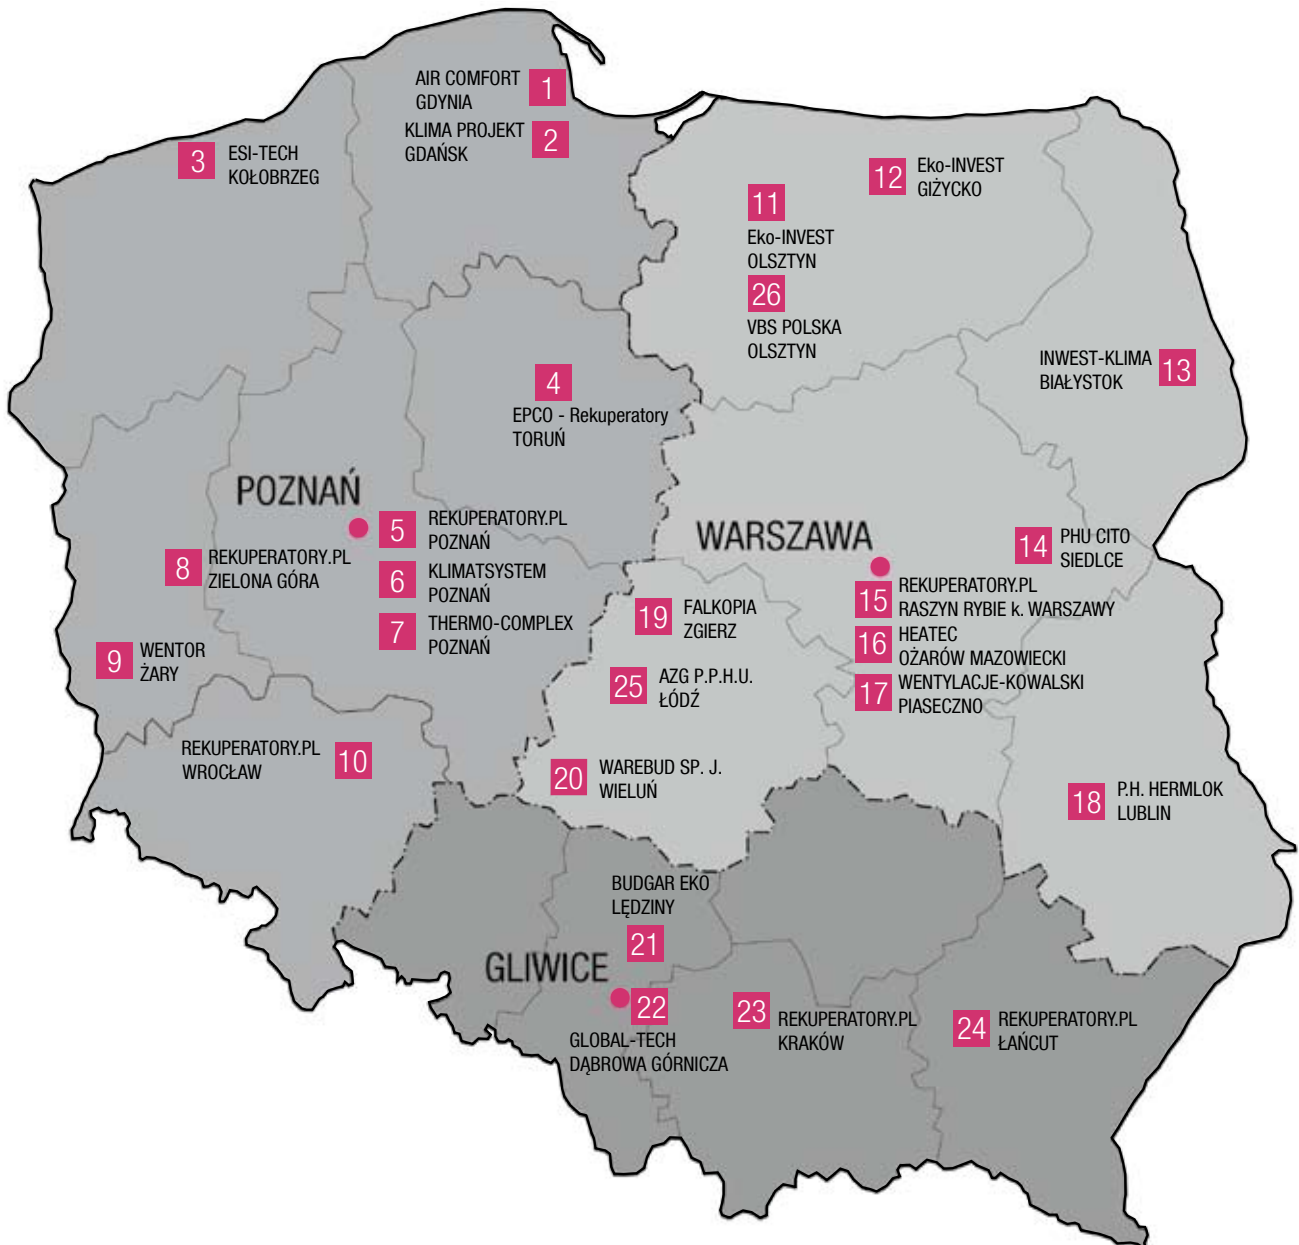 1
AIR COMFORT
GDYNIA
2
KLIMA PROJEKT
GDAŃSK
3
ESI-TECH
KOŁOBRZEG
12
Eko-INVEST
GIŻYCKO
11
Eko-INVEST
OLSZTYN
26
VBS POLSKA
OLSZTYN
INWEST-KLIMA
BIAŁYSTOK
13
4
EPCO - Rekuperatory
TORUŃ
POZNAŃ
5
REKUPERATORY.PL
POZNAŃ
6
KLIMATSYSTEM
POZNAŃ
7
THERMO-COMPLEX
POZNAŃ
8
REKUPERATORY.PL
ZIELONA GÓRA
9
WENTOR
ŻARY
REKUPERATORY.PL
WROCŁAW
10
WARSZAWA
14
PHU CITO
SIEDLCE
15
REKUPERATORY.PL
RASZYN RYBIE k. WARSZAWY
16
HEATEC
OŻARÓW MAZOWIECKI
17
WENTYLACJE-KOWALSKI
PIASECZNO
19
FALKOPIA
ZGIERZ
25
AZG P.P.H.U.
ŁÓDŹ
20
WAREBUD SP. J.
WIELUŃ
18
P.H. HERMLOK
LUBLIN
BUDGAR EKO
LĘDZINY
21
GLIWICE
22
GLOBAL-TECH
DĄBROWA GÓRNICZA
23
REKUPERATORY.PL
KRAKÓW
24
REKUPERATORY.PL
ŁAŃCUT